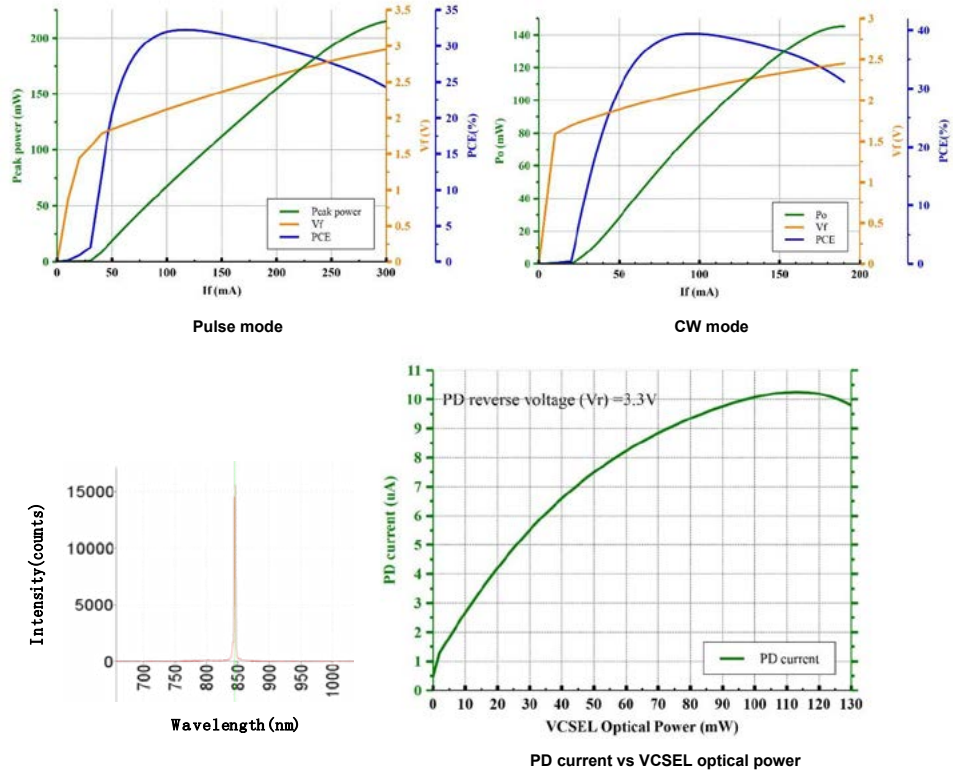 Peak power (mW)
200
150
100
50
0
0 50 100 150 200 250 300
If (mA)
3.5
3
2.5
2
1.5
1
0.5
0
Vf (V)
35
30
25
20
15
10
5
0
PCE(%)
Peak power
Vf
PCE
Pulse mode
Po (mW)
140
120
100
80
60
40
20
0
0 50 100 150 200
If (mA)
3
2.5
2
1.5
1
0.5
0
Vf (V)
40
30
20
10
0
PCE(%)
Po
Vf
PCE
CW mode
Intensity(counts)
15000
10000
5000
0
700 750 800 850 900 950 1000
Wavelength(nm)
PD current (uA)
11
10
9
8
7
6
5
4
3
2
1
0
PD reverse voltage (Vr) =3.3V
PD current
0 10 20 30 40 50 60 70 80 90 100 110 120 130
VCSEL Optical Power (mW)
PD current vs VCSEL optical power